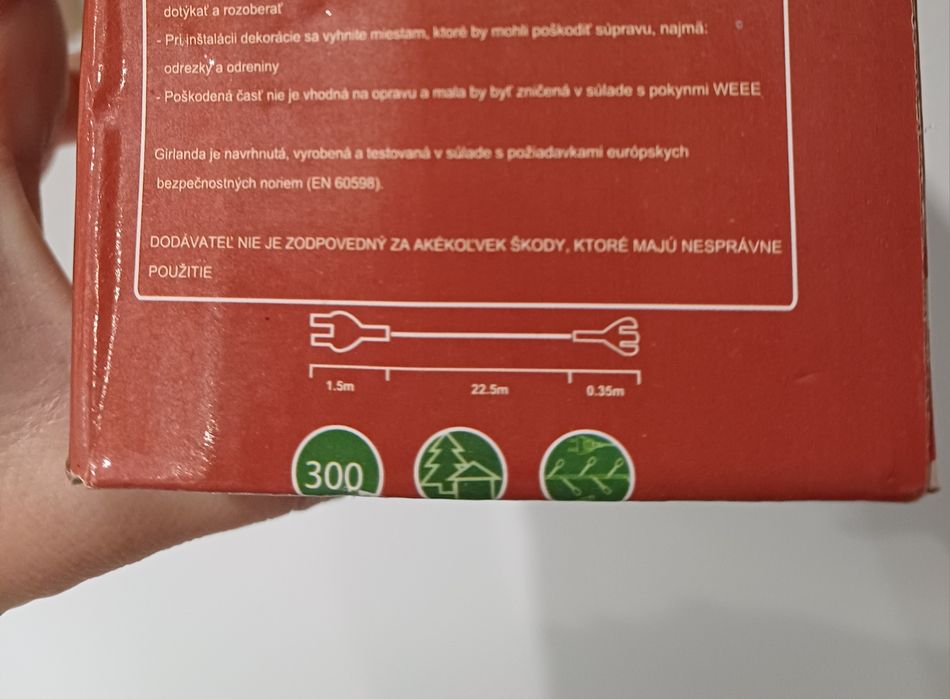 dotýkať a rozoberať
- Pri inštalácii dekorácie sa vyhnite miestam, ktoré by mohli poškodiť súpravu, najmä:
odrezky a odreniny
- Poškodená časť nie je vhodná na opravu a mala by byť zničená v súlade s pokynmi WEEE
Girlanda je navrhnutá, vyrobená a testovaná v súlade s požiadavkami európskych
bezpečnostných noriem (EN 60598).
DODÁVATEĽ NIE JE ZODPOVEDNÝ ZA AKÉKOĽVEK ŠKODY, KTORÉ MAJÚ NESPRÁVNE
POUŽITIE
1.5m 22.5m 0.35m
300